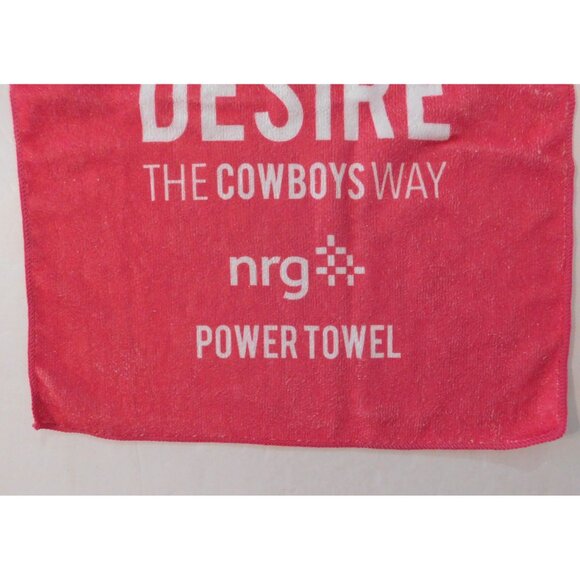 DESIRE
THE COWBOYS WAY
nrg
POWER TOWEL